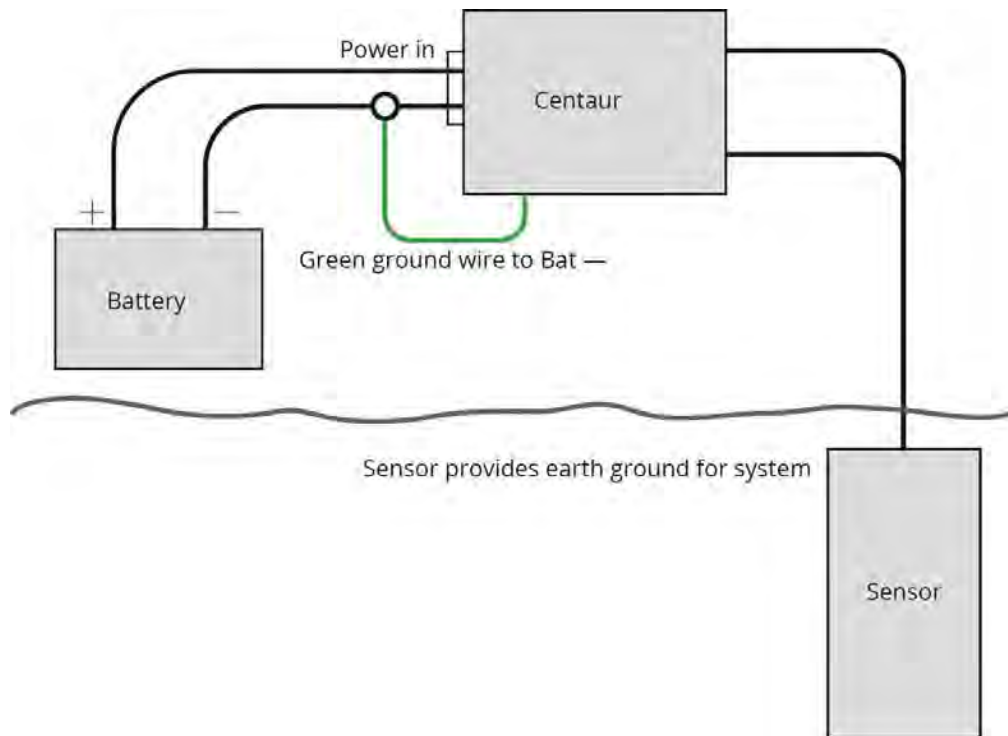 Power in
Centaur
+
—
Green ground wire to Bat —
Battery
Sensor provides earth ground for system
Sensor